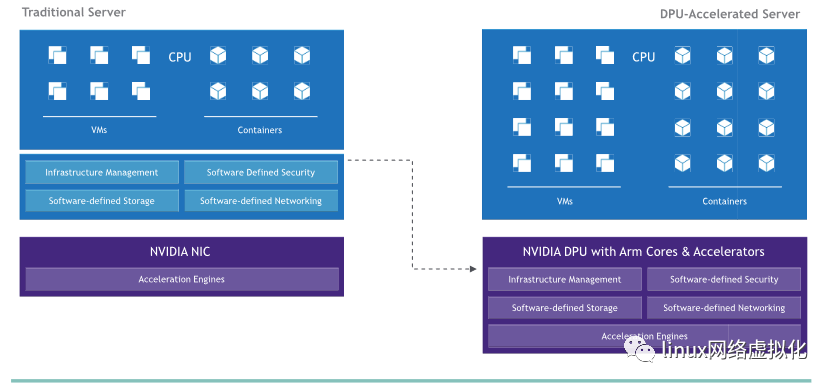 Traditional Server
CPU
VMs
Containers
Infrastructure Management
Software Defined Security
Software-defined Storage
Software-defined Networking
NVIDIA NIC
Acceleration Engines
DPU-Accelerated Server
CPU
VMs
Containers
NVIDIA DPU with Arm Cores & Accelerators
Infrastructure Management
Software-defined Security
Software-defined Storage
Software-defined Networking
Acceleration Engines
linux网络虚拟化